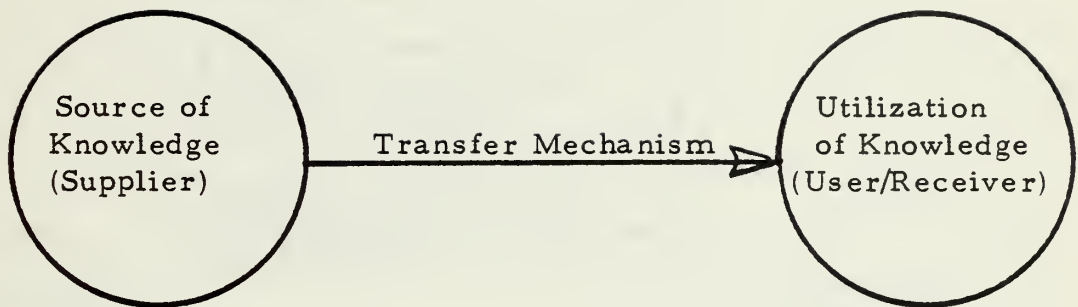 Source of
Knowledge
(Supplier)
Transfer Mechanism
Utilization
of Knowledge
(User/Receiver)